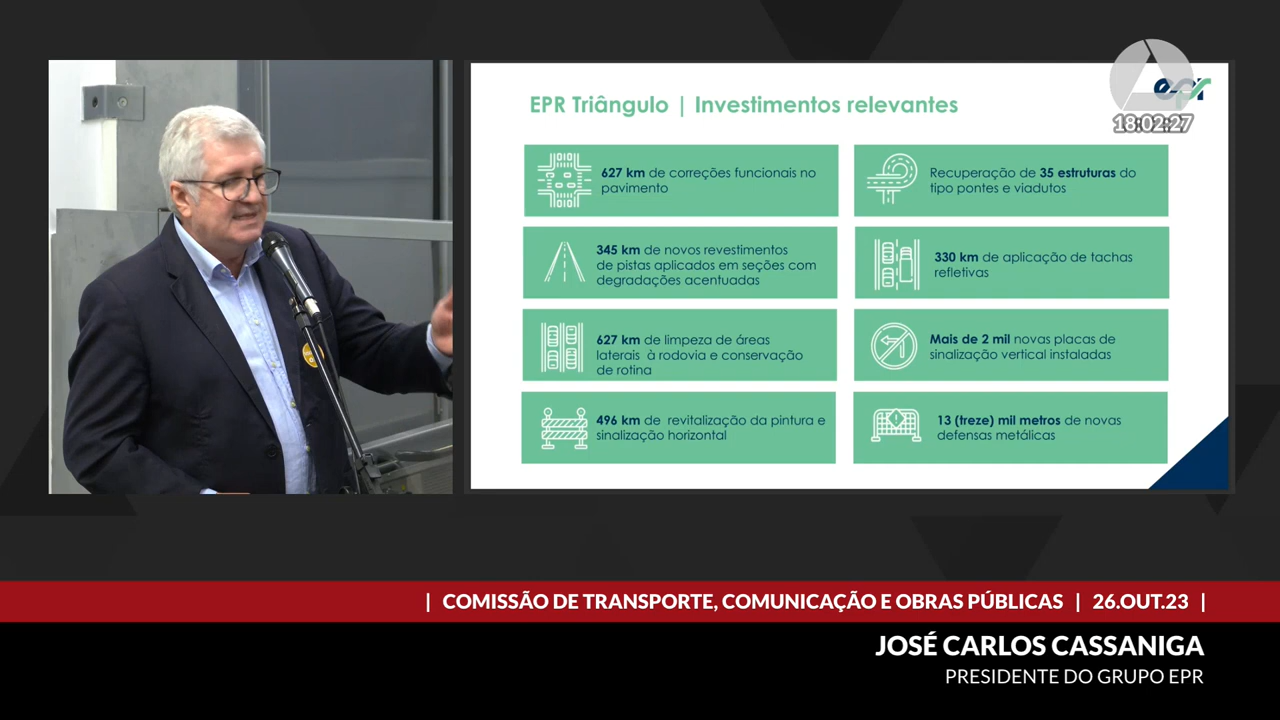 epr
18:02:27
EPR Triângulo | Investimentos relevantes
627 km de correções funcionais no
pavimento
Recuperação de 35 estruturas do
tipo pontes e viadutos
345 km de novos revestimentos
de pistas aplicados em seções com
degradações acentuadas
330 km de aplicação de tachas
refletivas
627 km de limpeza de áreas
laterais à rodovia e conservação
de rotina
Mais de 2 mil novas placas de
sinalização vertical instaladas
496 km de revitalização da pintura e
sinalização horizontal
13 (treze) mil metros de novas
defensas metálicas
| COMISSÃO DE TRANSPORTE, COMUNICAÇÃO E OBRAS PÚBLICAS | 26.OUT.23 |
JOSÉ CARLOS CASSANIGA
PRESIDENTE DO GRUPO EPR